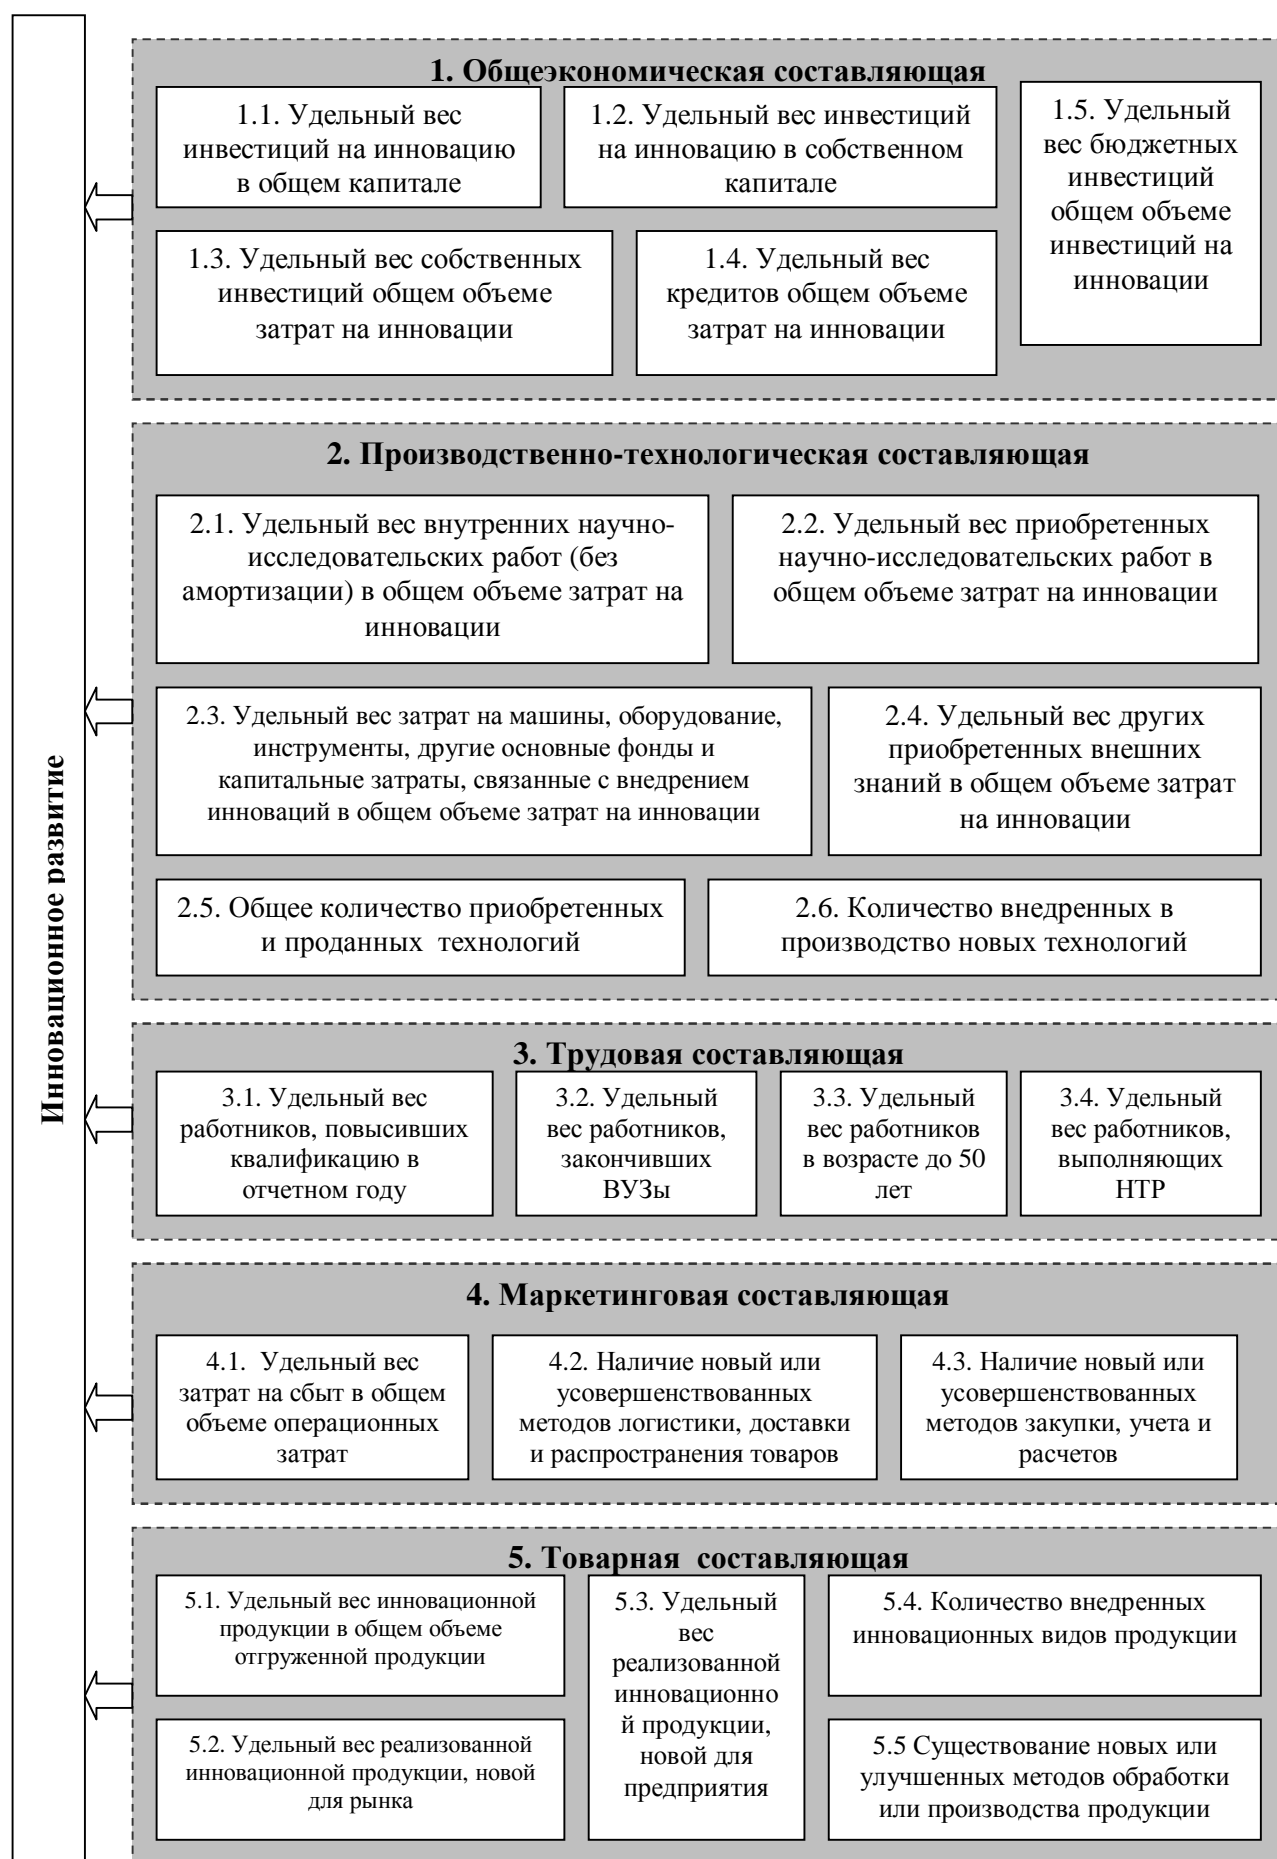 Инновационное развитие
1. Общеэкономическая составляющая
1.1. Удельный вес
инвестиций на инновацию
в общем капитале
1.2. Удельный вес инвестиций
на инновацию в собственном
капитале
1.3. Удельный вес собственных
инвестиций общем объеме
затрат на инновации
1.4. Удельный вес
кредитов общем объеме
затрат на инновации
1.5. Удельный
вес бюджетных
инвестиций
общем объеме
инвестиций на
инновации
2. Производственно-технологическая составляющая
2.1. Удельный вес внутренних научно-
исследовательских работ (без
амортизации) в общем объеме затрат на
инновации
2.2. Удельный вес приобретенных
научно-исследовательских работ в
общем объеме затрат на инновации
2.3. Удельный вес затрат на машины, оборудование,
инструменты, другие основные фонды и
капитальные затраты, связанные с внедрением
инноваций в общем объеме затрат на инновации
2.4. Удельный вес других
приобретенных внешних
знаний в общем объеме затрат
на инновации
2.5. Общее количество приобретенных
и проданных  технологий
2.6. Количество внедренных в
производство новых технологий
3. Трудовая составляющая
3.1. Удельный вес
работников, повысивших
квалификацию в
отчетном году
3.2. Удельный
вес работников,
закончивших
ВУЗы
3.3. Удельный
вес работников
в возрасте до 50
лет
3.4. Удельный
вес работников,
выполняющих
НТР
4. Маркетинговая составляющая
4.1.  Удельный вес
затрат на сбыт в общем
объеме операционных
затрат
4.2. Наличие новый или
усовершенствованных
методов логистики, доставки
и распространения товаров
4.3. Наличие новый или
усовершенствованных
методов закупки, учета и
расчетов
5. Товарная  составляющая
5.1. Удельный вес инновационной
продукции в общем объеме
отгруженной продукции
5.2. Удельный вес реализованной
инновационной продукции, новой
для рынка
5.3. Удельный
вес
реализованной
инновационно
й продукции,
новой для
предприятия
5.4. Количество внедренных
инновационных видов продукции
5.5 Существование новых или
улучшенных методов обработки
или производства продукции